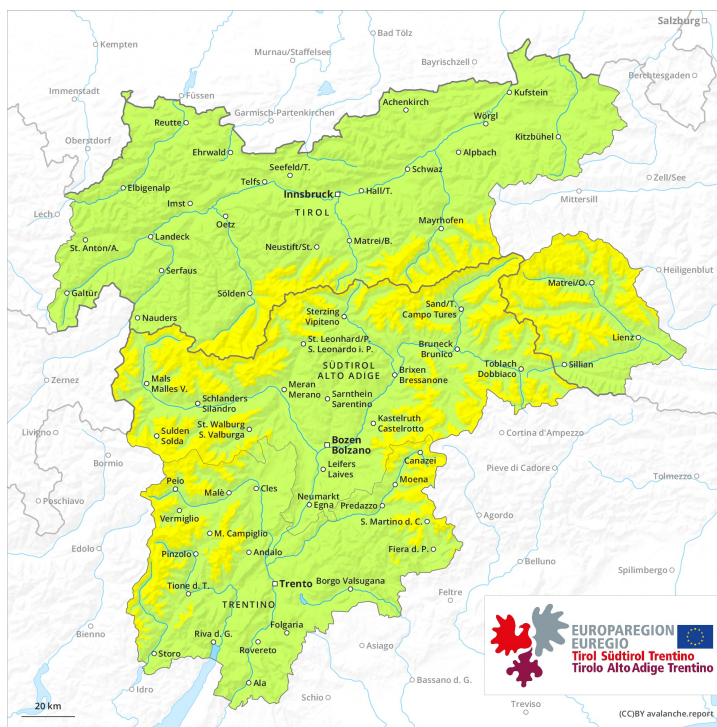 Salzburg
Kempten
Bad Tölz
Murnau/Staffelsee
Bayrischzell
Berchtesgaden
Immenstadt
Füssen
Garmisch-Partenkirchen
Achenkirch
Kufstein
Wörgl
Reutte
Oberstdorf
Kitzbühel
Ehrwald
Alpbach
Seefeld/T.
Schwaz
Telfs
Zell/See
Elbigenalp
Innsbruck
Hall/T.
Mittersill
Imst
TIROL
Lech
Oetz
Mayrhofen
Landeck
St. Anton/A.
Neustift/St.
Matrei/B.
Serfaus
Heiligenblut
Galtür
Sölden
Matrei/O.
Nauders
Sterzing
Vipiteno
Sand/T.
Campo Tures
St. Leonhard/P.
S. Leonardo i. P.
Lienz
Bruneck
Brunico
Toblach
Dobbiaco
Sillian
SÜDTIROL
ALTO ADIGE
Brixen
Bressanone
Zernez
Mals
Malles V.
Meran
Merano
Schlanders
Silandro
Sarnthein
Sarentino
St. Walburg
S. Valburga
Kastelruth
Castelrotto
Livigno
Sulden
Solda
Cortina d'Ampezzo
Bozen
Bolzano
Bormio
Canazei
Pieve di Cadore
Leifers
Laives
Tolmezzo
Peio
Moena
Poschiavo
Malè
Cles
Neumarkt
Egna
Predazzo
Vermiglio
Agordo
S. Martino d. C.
M. Campiglio
Edolo
Pinzolo
Andalo
Fiera d. P.
Belluno
Spilimbergo
Trento
Borgo Valsugana
Tione d. T.
Feltre
TRENTINO
Folgaria
Bienno
Riva d. G.
Storo
Rovereto
Asiago
Bassano d. G.
Idro
Ala
Schio
Treviso
20 km
EUROPAREGION
EUREGIO
Tirol Südtirol Trentino
Tirolo Alto Adige Trentino
(CC)BY avalanche.report